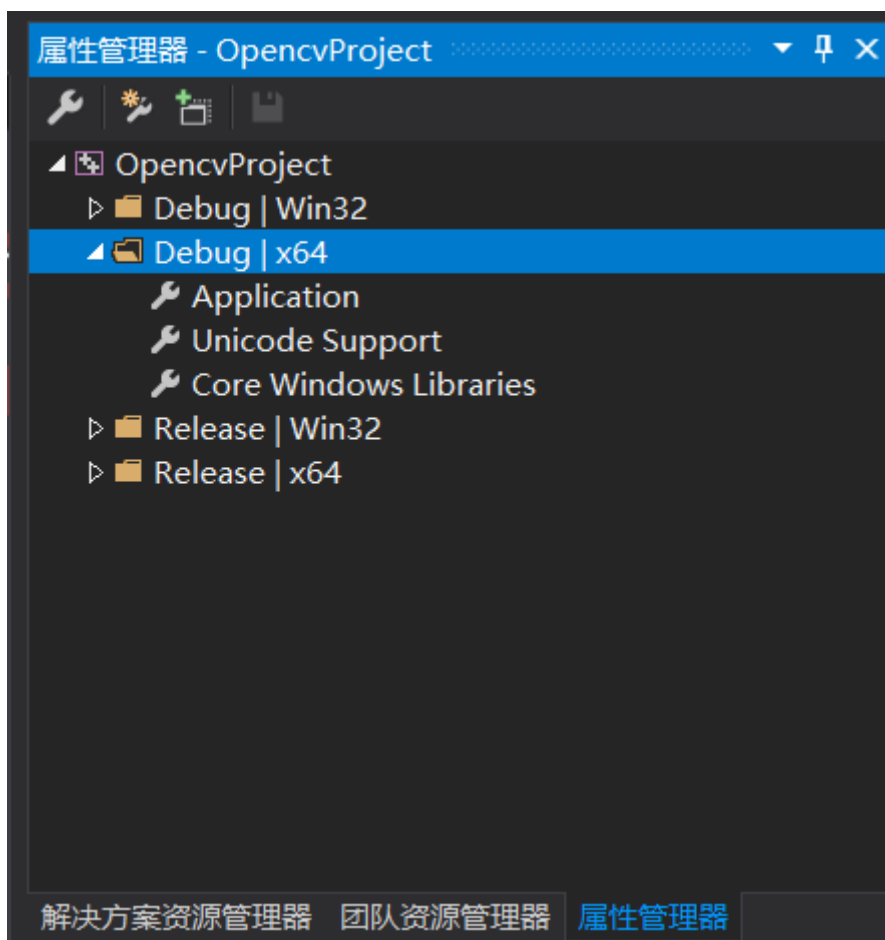 属性管理器 - OpencvProject
OpencvProject
Debug | Win32
Debug | x64
Application
Unicode Support
Core Windows Libraries
Release | Win32
Release | x64
解决方案资源管理器 团队资源管理器 属性管理器